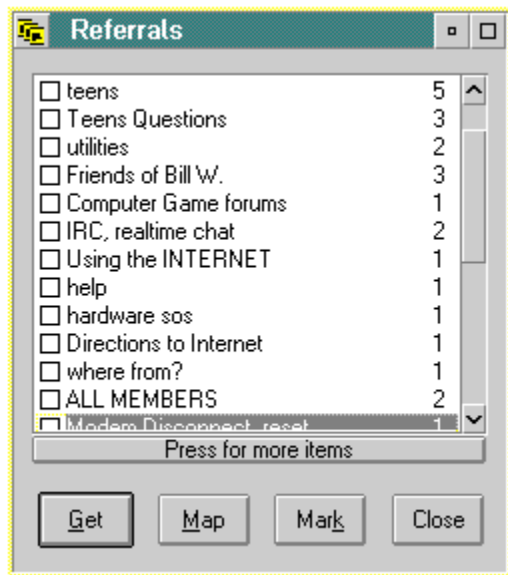 Referrals
teens 5
Teens Questions 3
utilities 2
Friends of Bill W. 3
Computer Game forums 1
IRC, realtime chat 2
Using the INTERNET 1
help 1
hardware sos 1
Directions to Internet 1
where from? 1
ALL MEMBERS 2
Modem Disconnect, reset 1
Press for more items
Get Map Mark Close